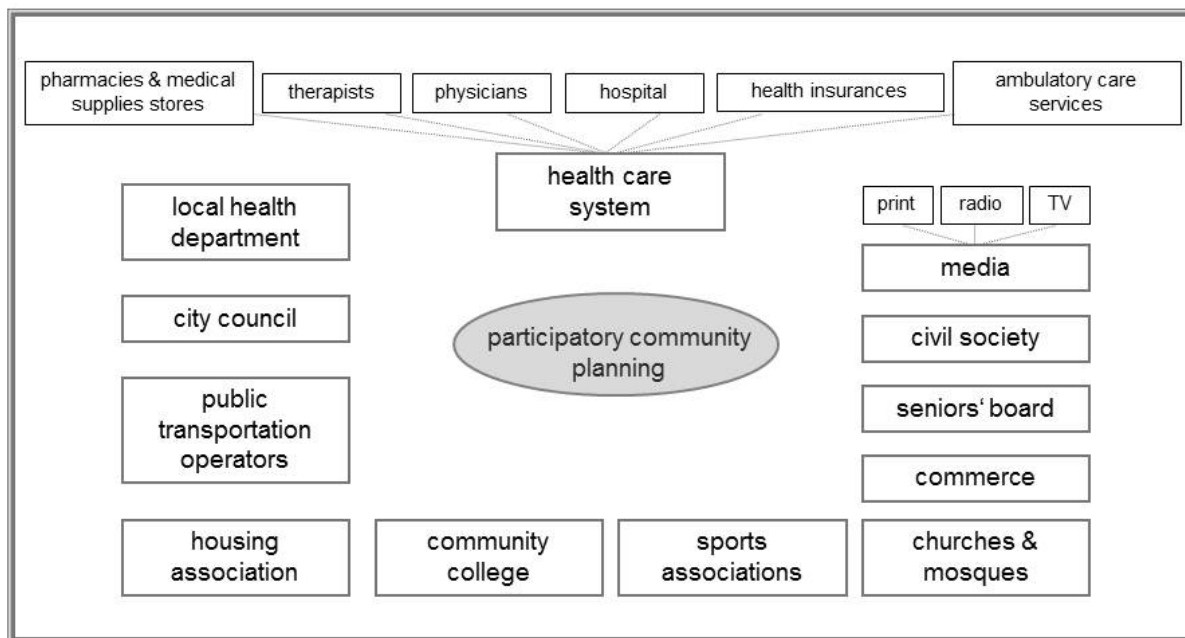 pharmacies & medical
supplies stores
therapists
physicians
hospital
health insurances
ambulatory care
services
health care
system
local health
department
print
radio
TV
media
city council
participatory community
planning
civil society
public
transportation
operators
seniors‘ board
commerce
housing
association
community
college
sports
associations
churches &
mosques